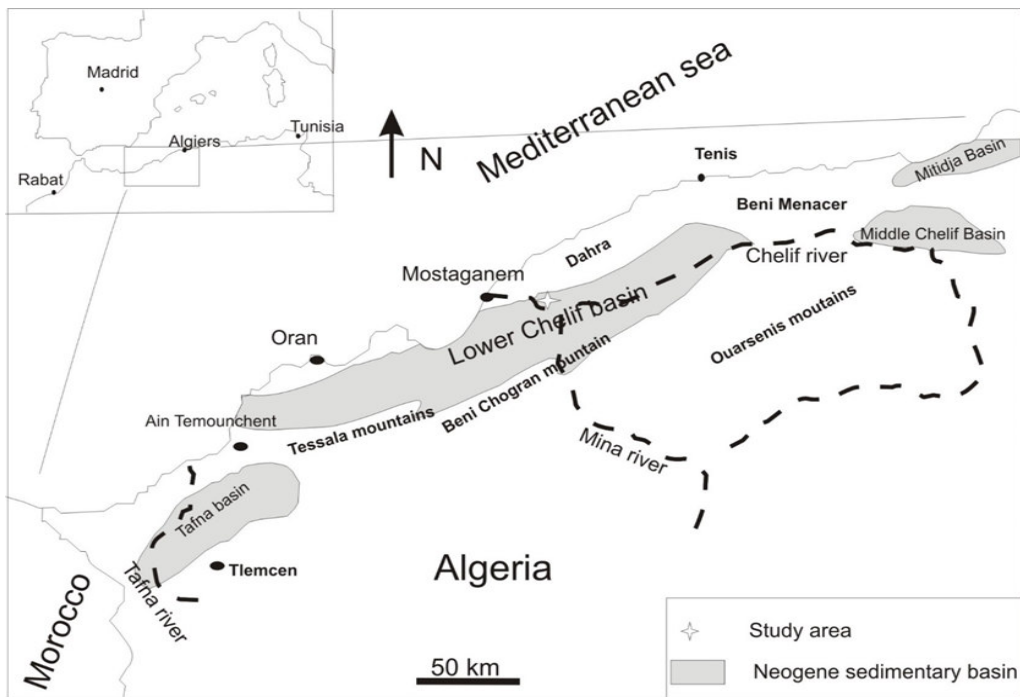 Madrid
Algiers
Tunisia
Rabat
N
Mediterranean sea
Tenis
Mitidja Basin
Beni Menacer
Middle Chelif Basin
Chelif river
Dahra
Mostaganem
Lower Chelif basin
Ouarsenis moutains
Oran
Beni Chogran mountain
Ain Temounchent
Tessala mountains
Mina river
Tafna basin
Tlemcen
Tafna river
Algeria
Morocco
50 km
Study area
Neogene sedimentary basin